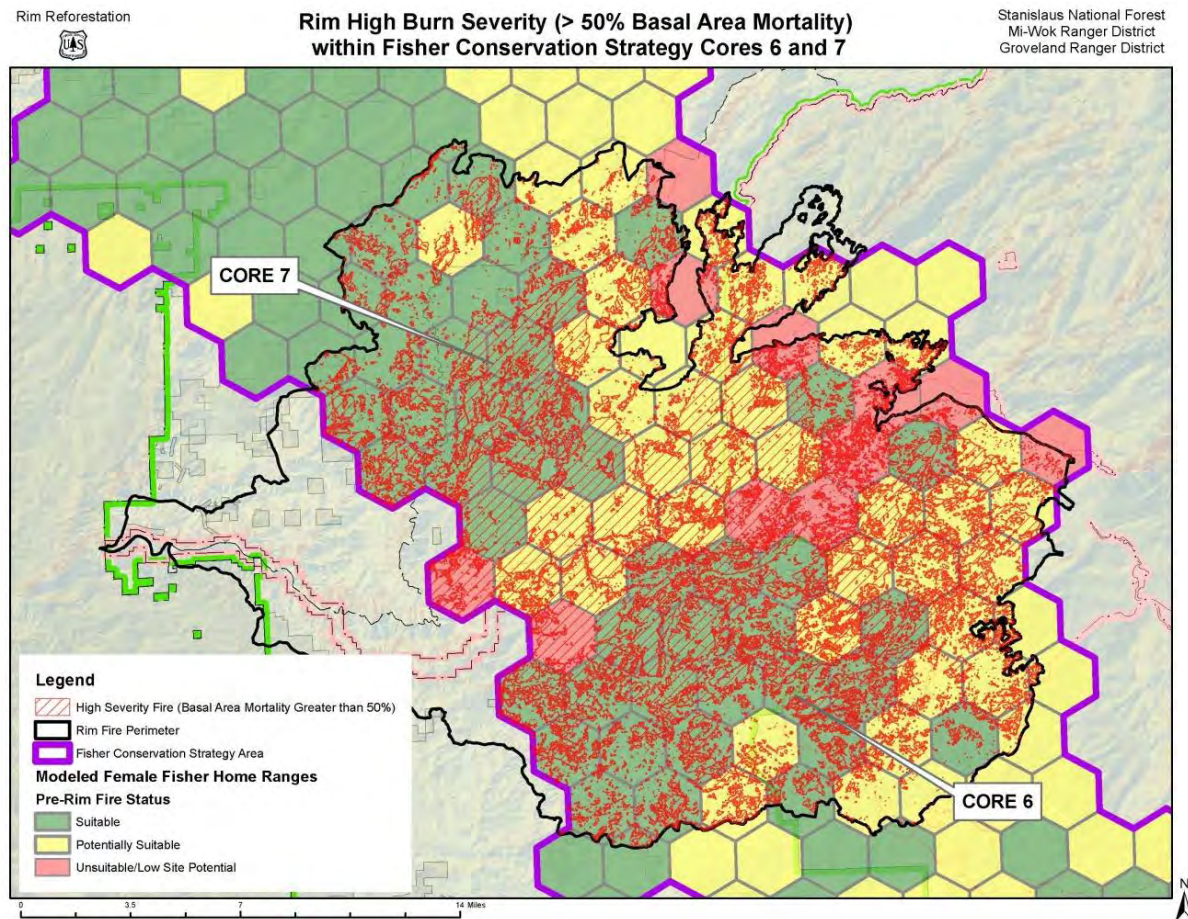 Rim Reforestation
Rim High Burn Severity (> 50% Basal Area Mortality)
within Fisher Conservation Strategy Cores 6 and 7
Stanislaus National Forest
Mi-Wok Ranger District
Groveland Ranger District
CORE 7
CORE 6
Legend
High Severity Fire (Basal Area Mortality Greater than 50%)
Rim Fire Perimeter
Fisher Conservation Strategy Area
Modeled Female Fisher Home Ranges
Pre-Rim Fire Status
Suitable
Potentially Suitable
Unsuitable/Low Site Potential
0 3.5 7 14 Miles
N